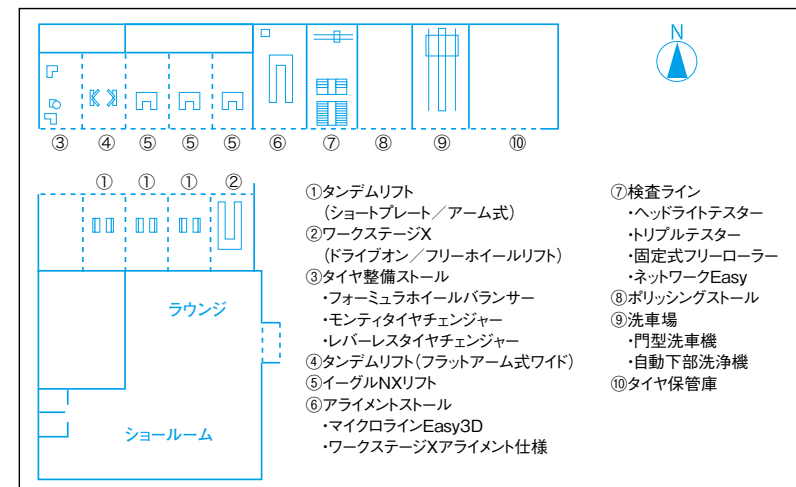 N
③ ④ ⑤ ⑤ ⑤ ⑥ ⑦ ⑧ ⑨ ⑩
① ① ① ②
ラウンジ
ショールーム
①タンデムリフト
(ショートプレート／アーム式)
②ワークステージX
(ドライブオン／フリーホイールリフト)
③タイヤ整備ストール
・フォーミュラホイールバランサー
・モンティタイヤチェンジャー
・レバーレスタイヤチェンジャー
④タンデムリフト(フラットアーム式ワイド)
⑤イーグルNXリフト
⑥アライメントストール
・マイクロラインEasy3D
・ワークステージXアライメント仕様
⑦検査ライン
・ヘッドライトテスター
・トリプルテスター
・固定式フリーローラー
・ネットワークEasy
⑧ポリッシングストール
⑨洗車場
・門型洗車機
・自動下部洗浄機
⑩タイヤ保管庫